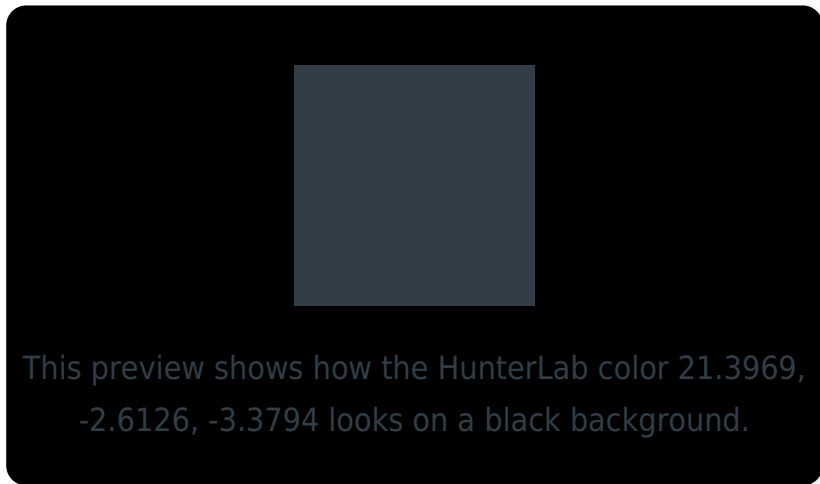 This preview shows how the HunterLab color 21.3969,
-2.6126, -3.3794 looks on a black background.